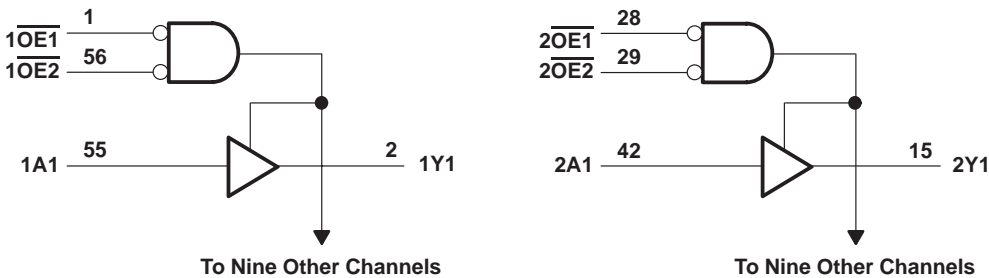 1 28
1OE1 2OE1
56 29
1OE2 2OE2
1A1 55 2 1Y1 2A1 42 15 2Y1
To Nine Other Channels To Nine Other Channels